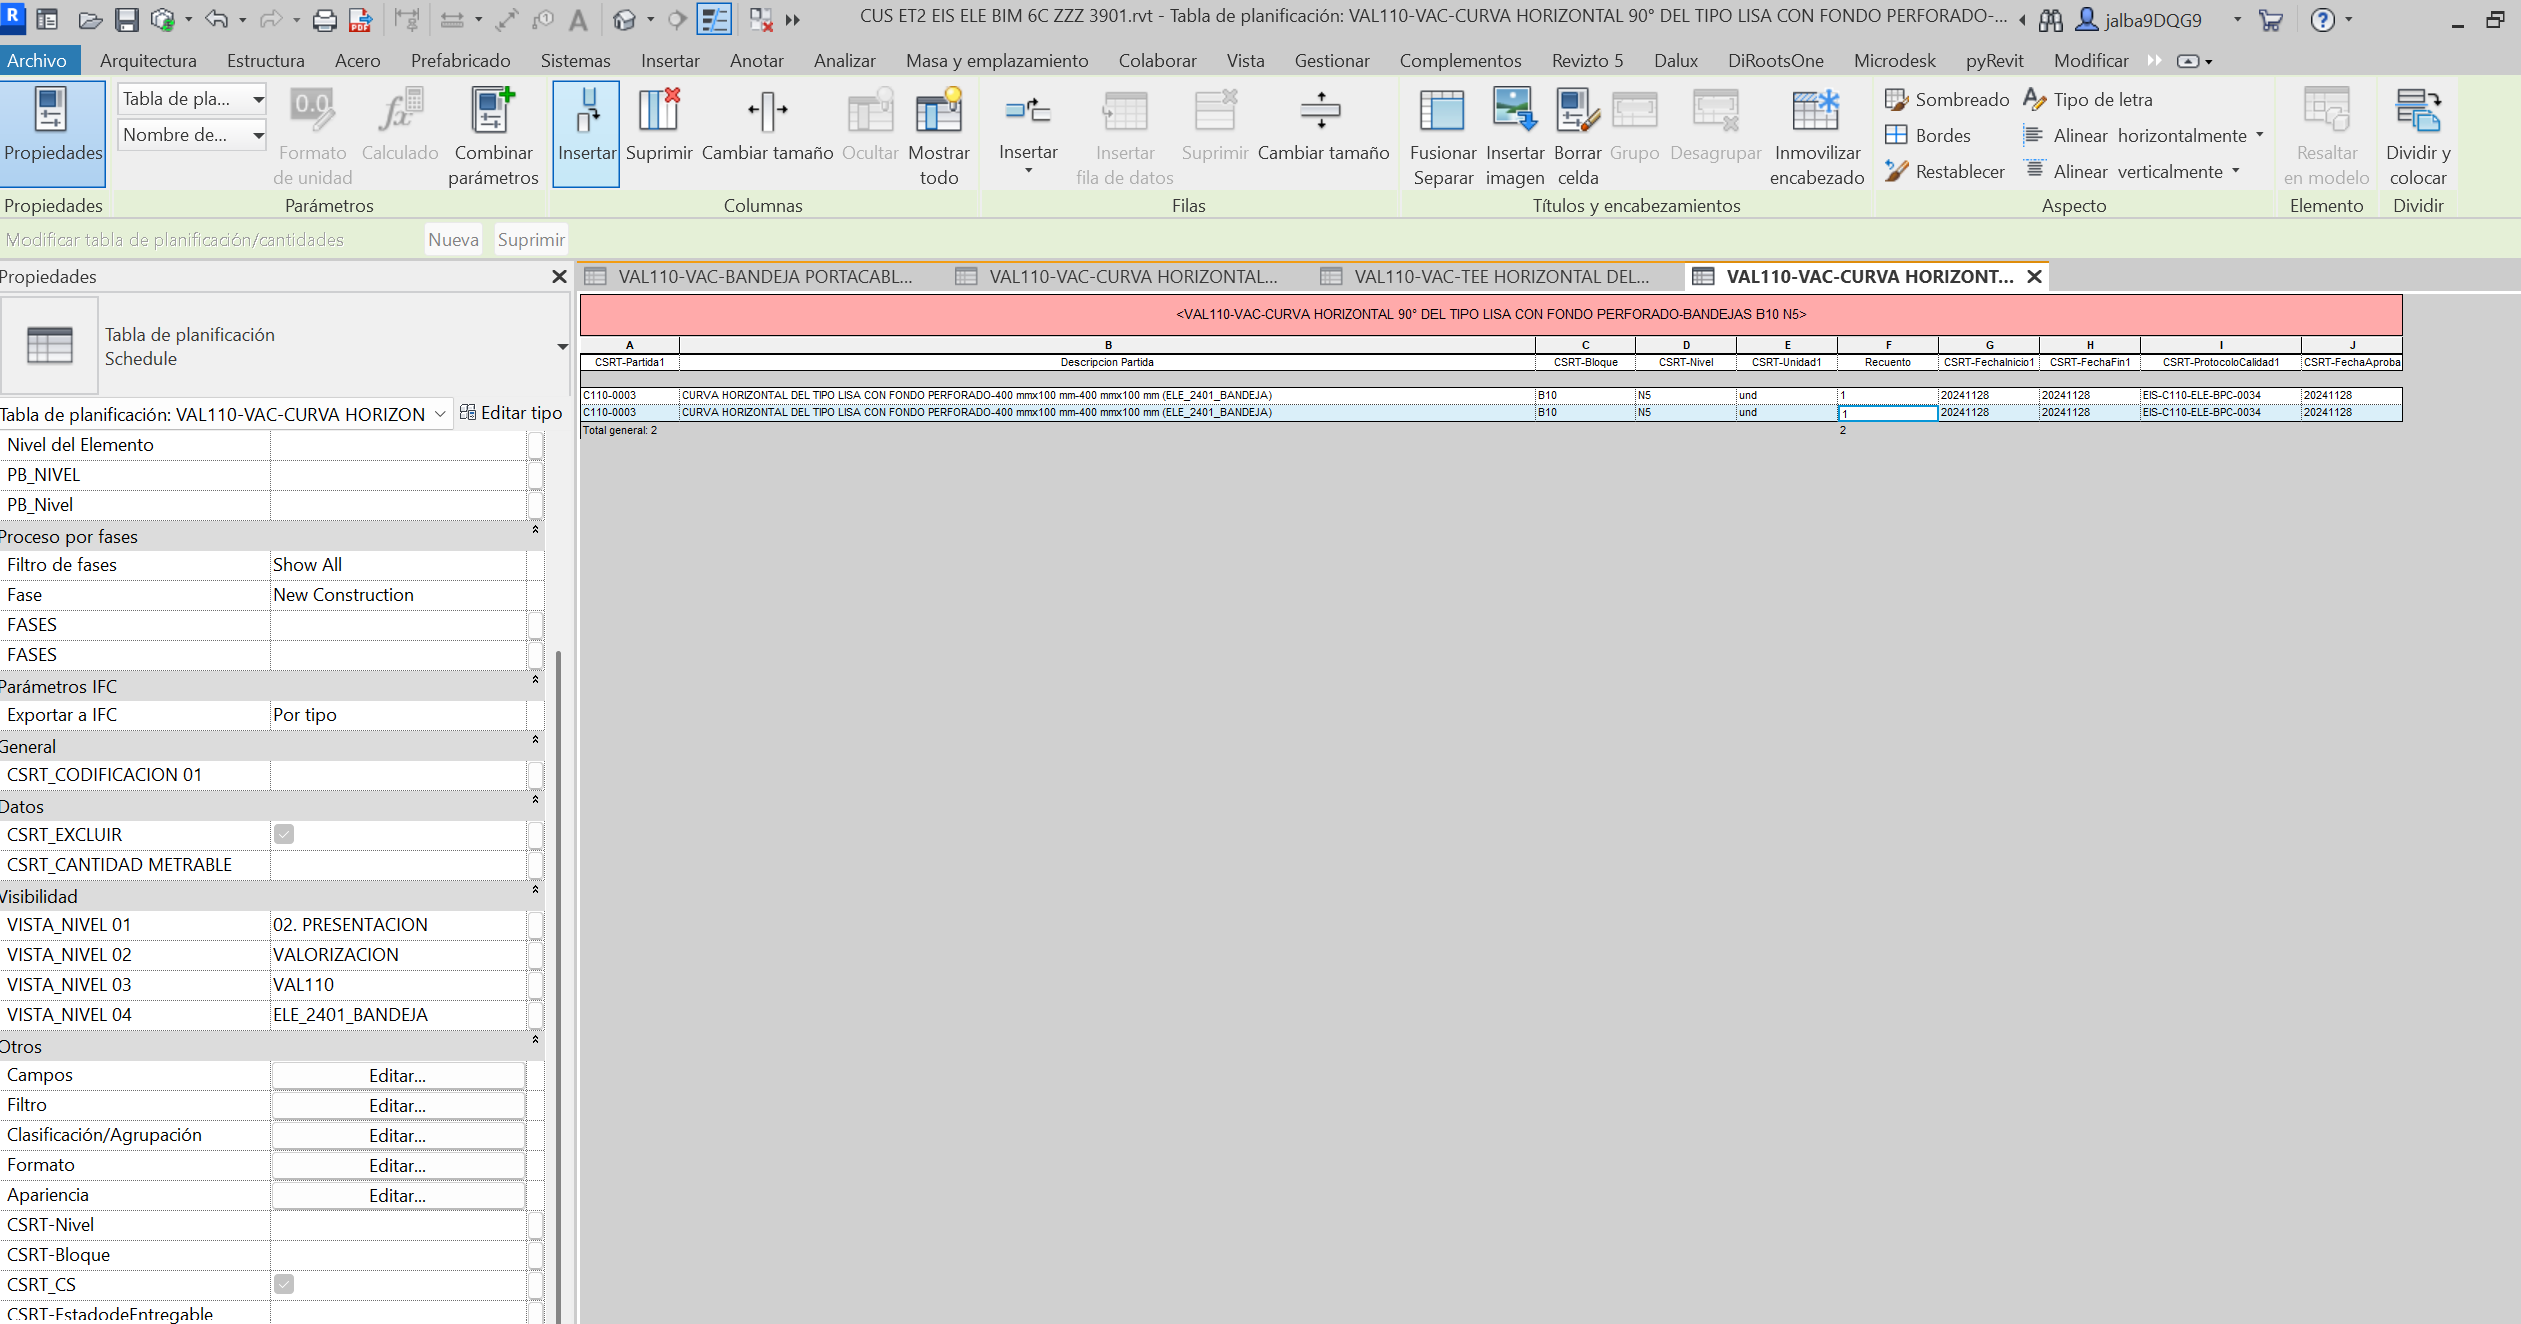 CUS ET2 EIS ELE BIM 6C ZZZ 3901.rvt - Tabla de planificación: VAL110-VAC-CURVA HORIZONTAL 90° DEL TIPO LISA CON FONDO PERFORADO-...
jalba9DQG9
Archivo Arquitectura Estructura Acero Prefabricado Sistemas Insertar Anotar Analizar Masa y emplazamiento Colaborar Vista Gestionar Complementos Revizto 5 Dalux DiRootsOne Microdesk pyRevit Modificar
Tabla de pla...
Nombre de...
Propiedades
Formato de unidad
Calculado
Combinar parámetros
Insertar
Suprimir
Cambiar tamaño
Ocultar
Mostrar todo
Insertar
Insertar fila de datos
Suprimir
Cambiar tamaño
Fusionar Separar
Insertar imagen
Borrar celda
Grupo
Desagrupar
Inmovilizar encabezado
Sombreado
Bordes
Restablecer
Tipo de letra
Alinear horizontalmente
Alinear verticalmente
Resaltar en modelo
Dividir y colocar
Propiedades Parámetros Columnas Filas Títulos y encabezamientos Aspecto Elemento Dividir
Modificar tabla de planificación/cantidades Nueva Suprimir
Propiedades
Tabla de planificación
Schedule
Tabla de planificación: VAL110-VAC-CURVA HORIZON Editar tipo
Nivel del Elemento
PB_NIVEL
PB_Nivel
Proceso por fases
Filtro de fases Show All
Fase New Construction
FASES
FASES
Parámetros IFC
Exportar a IFC Por tipo
General
CSRT_CODIFICACION 01
Datos
CSRT_EXCLUIR
CSRT_CANTIDAD METRABLE
Visibilidad
VISTA_NIVEL 01 02. PRESENTACION
VISTA_NIVEL 02 VALORIZACION
VISTA_NIVEL 03 VAL110
VISTA_NIVEL 04 ELE_2401_BANDEJA
Otros
Campos Editar...
Filtro Editar...
Clasificación/Agrupación Editar...
Formato Editar...
Apariencia Editar...
CSRT-Nivel
CSRT-Bloque
CSRT_CS
CSRT-EstadodeEntregable
VAL110-VAC-BANDEJA PORTACABL... VAL110-VAC-CURVA HORIZONTAL... VAL110-VAC-TEE HORIZONTAL DEL... VAL110-VAC-CURVA HORIZONT...
<VAL110-VAC-CURVA HORIZONTAL 90° DEL TIPO LISA CON FONDO PERFORADO-BANDEJAS B10 N5>
A B C D E F G H I J
CSRT-Partida1 Descripcion Partida CSRT-Bloque CSRT-Nivel CSRT-Unidad1 Recuento CSRT-FechaInicio1 CSRT-FechaFin1 CSRT-ProtocoloCalidad1 CSRT-FechaAproba
C110-0003 CURVA HORIZONTAL DEL TIPO LISA CON FONDO PERFORADO-400 mmx100 mm-400 mmx100 mm (ELE_2401_BANDEJA) B10 N5 und 1 20241128 20241128 EIS-C110-ELE-BPC-0034 20241128
C110-0003 CURVA HORIZONTAL DEL TIPO LISA CON FONDO PERFORADO-400 mmx100 mm-400 mmx100 mm (ELE_2401_BANDEJA) B10 N5 und 1 20241128 20241128 EIS-C110-ELE-BPC-0034 20241128
Total general: 2 2